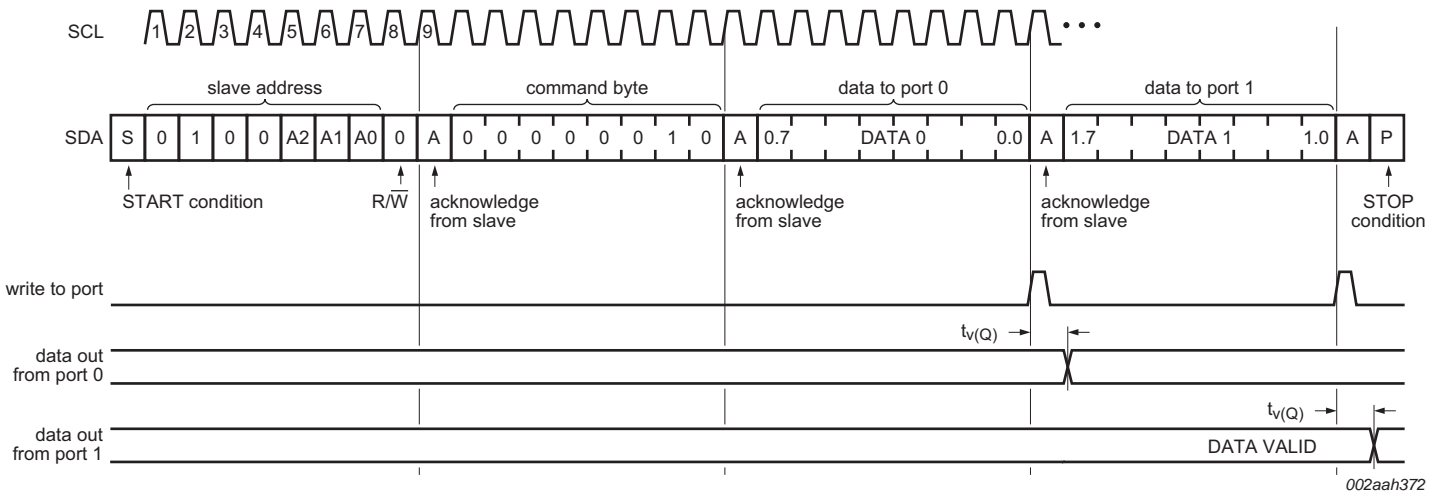 SCL 1 2 3 4 5 6 7 8 9 • • •
slave address command byte data to port 0 data to port 1
SDA S 0 1 0 0 A2 A1 A0 0 A 0 0 0 0 0 0 1 0 A 0.7 DATA 0 0.0 A 1.7 DATA 1 1.0 A P
START condition R/W̅ acknowledge acknowledge acknowledge STOP
from slave from slave from slave condition
write to port
tv(Q)
data out
from port 0
tv(Q)
data out
from port 1 DATA VALID
002aah372